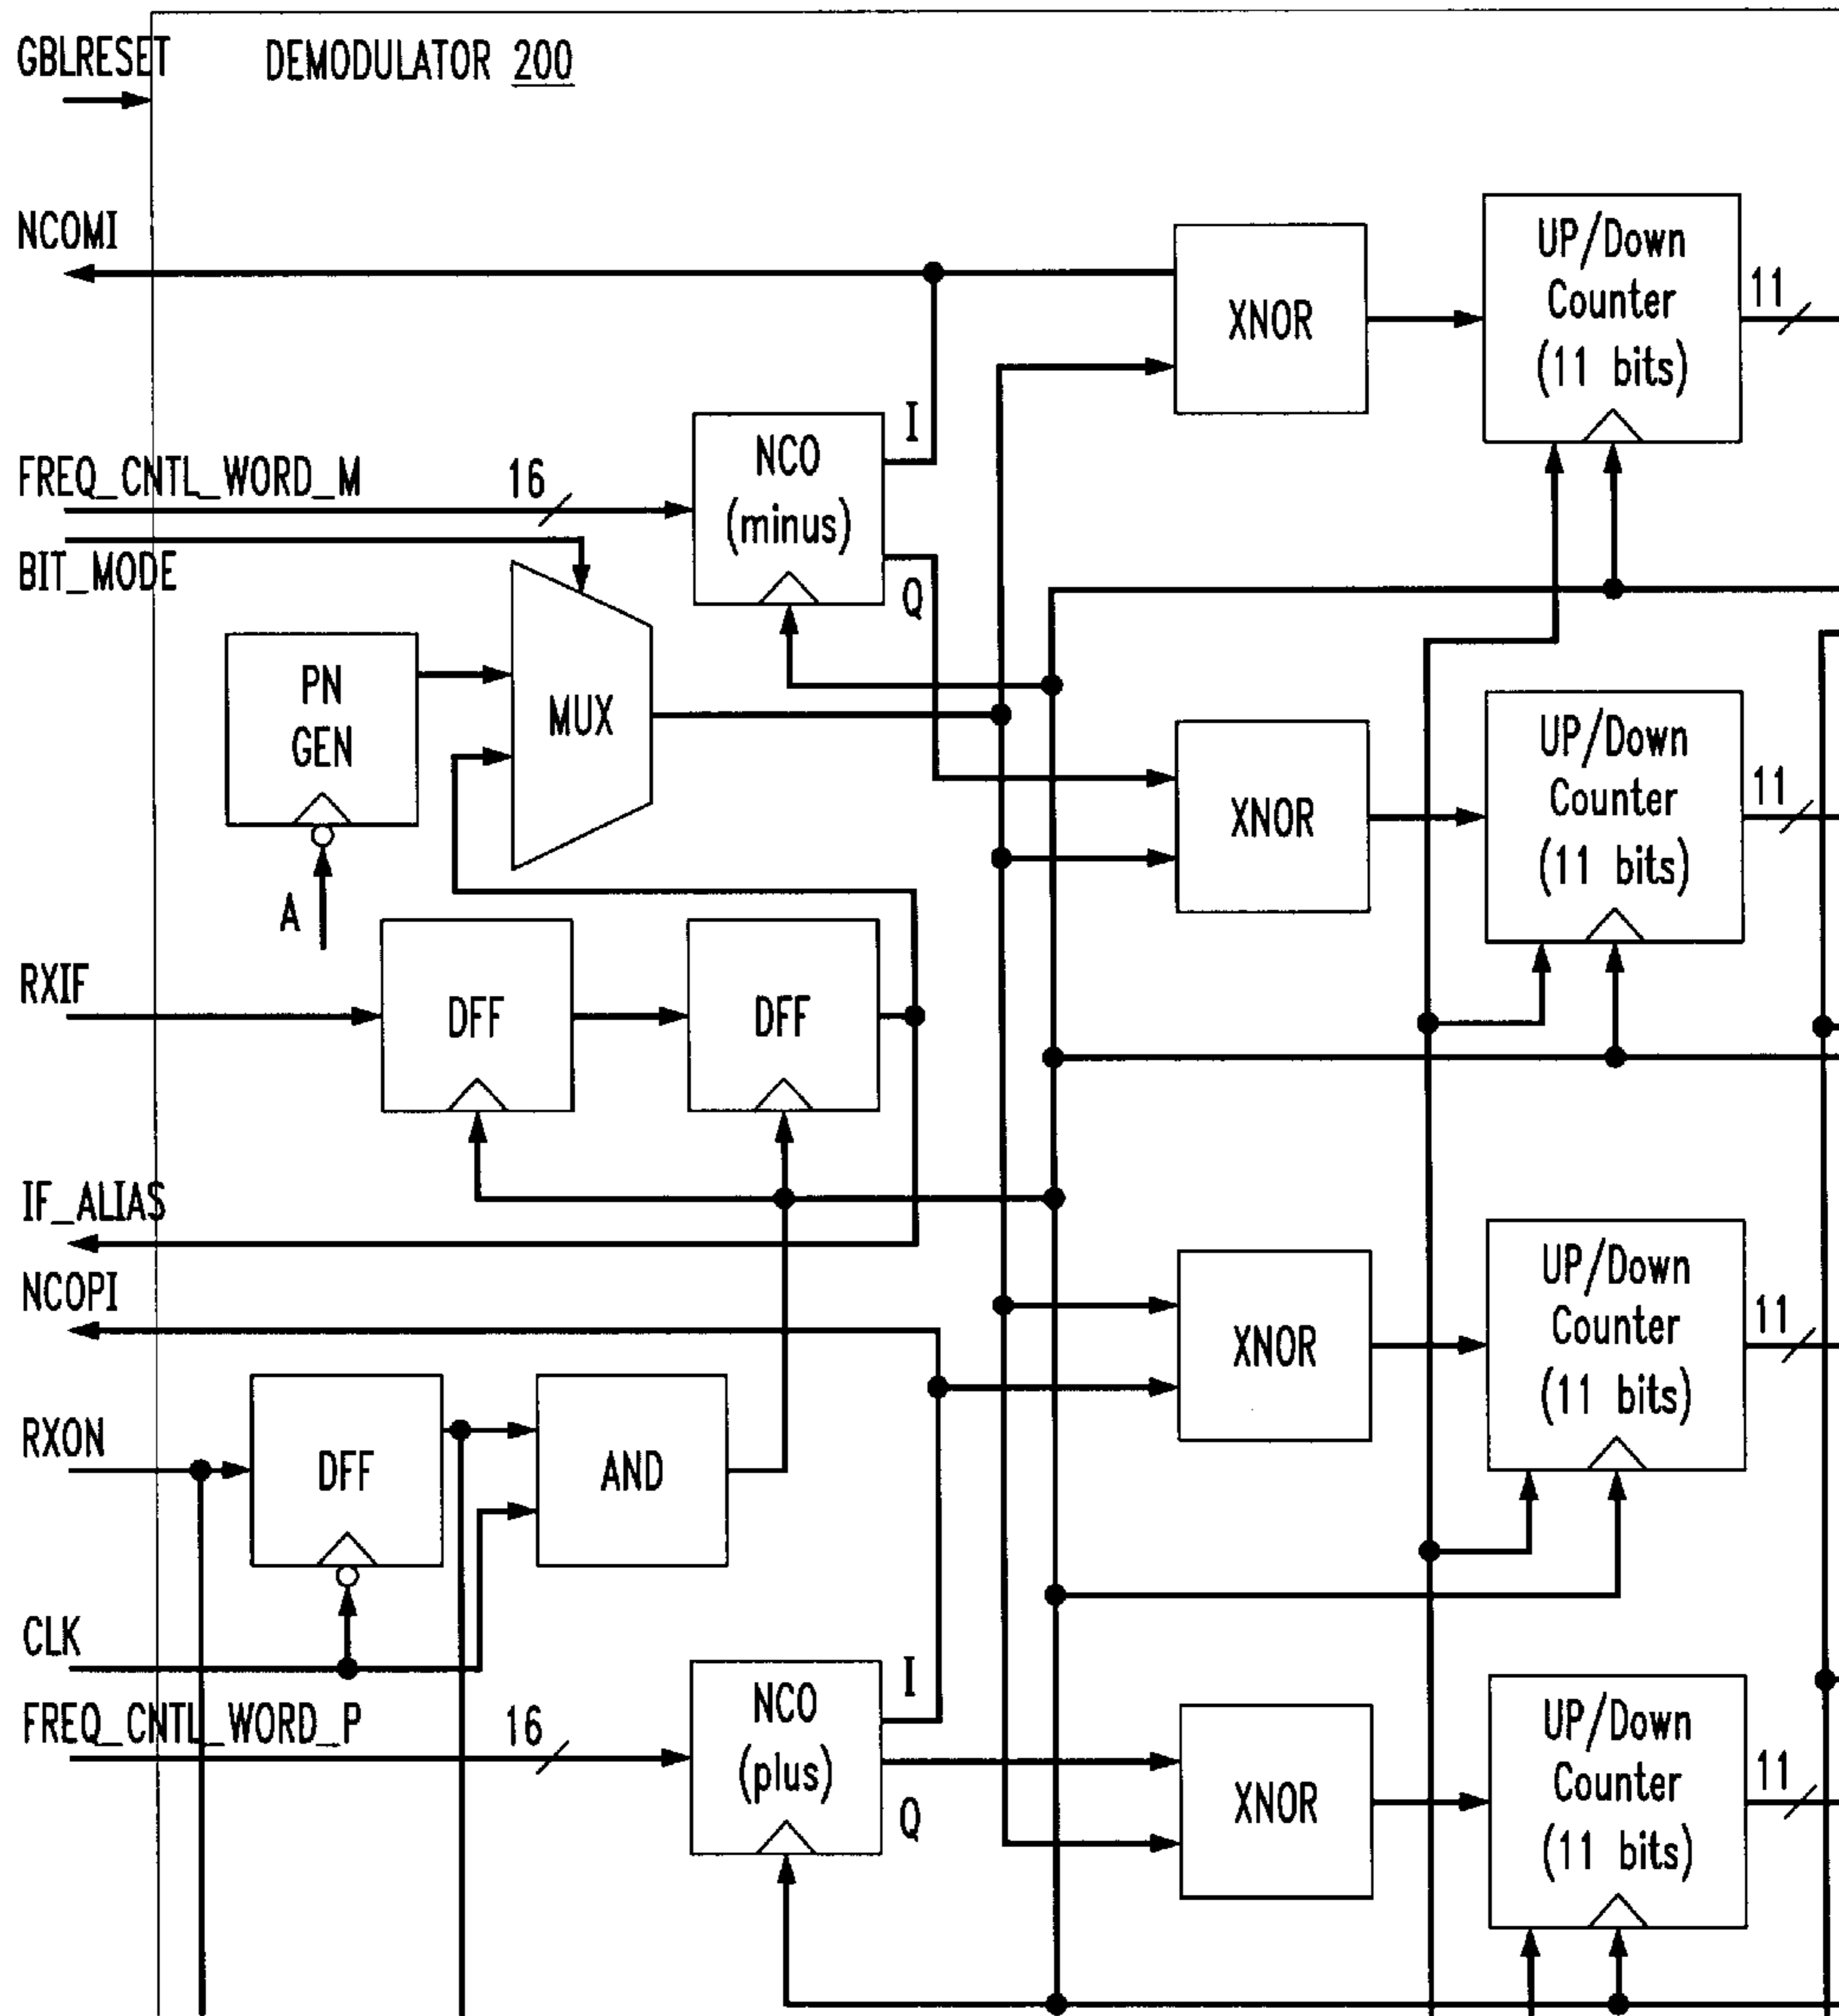 GBLRESET
DEMODULATOR 200
NCOMI
XNOR
UP/Down
Counter
(11 bits)
11
FREQ_CNTL_WORD_M
16
NCO
(minus)
I
Q
BIT_MODE
PN
GEN
MUX
A
XNOR
UP/Down
Counter
(11 bits)
11
RXIF
DFF
DFF
IF_ALIAS
NCOPI
XNOR
UP/Down
Counter
(11 bits)
11
RXON
DFF
AND
CLK
FREQ_CNTL_WORD_P
16
NCO
(plus)
I
Q
XNOR
UP/Down
Counter
(11 bits)
11